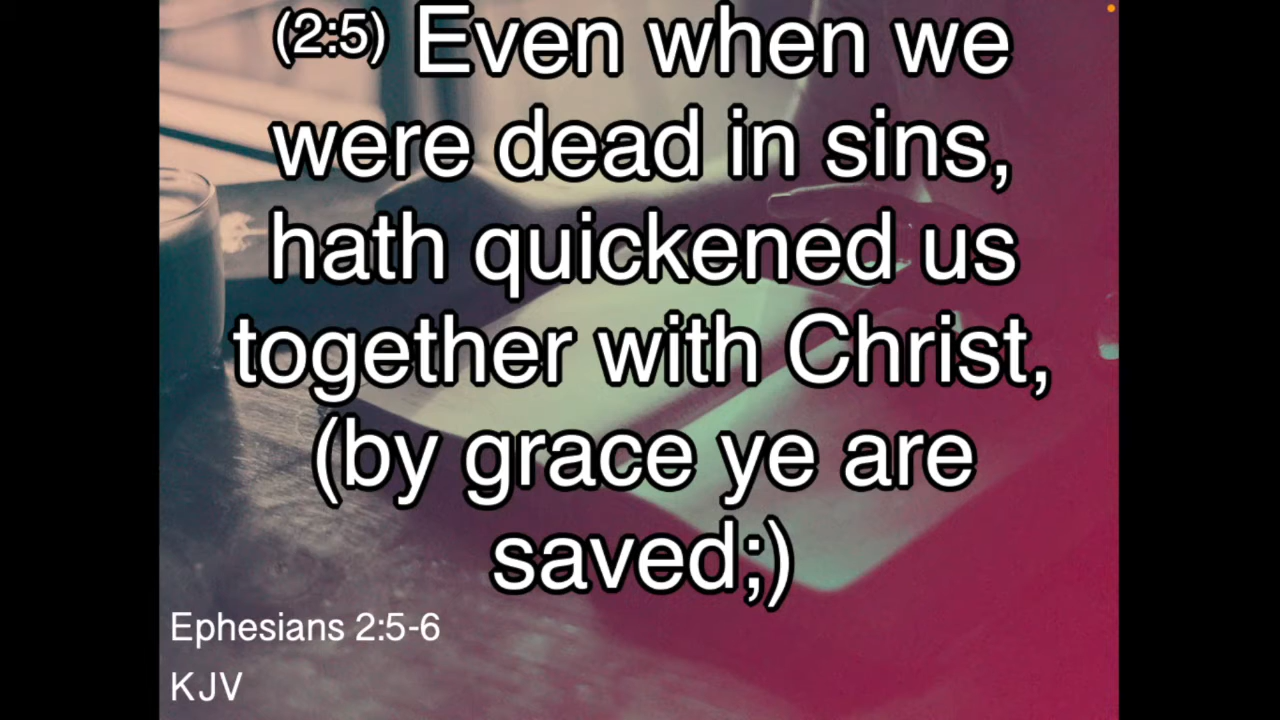 (2:5) Even when we
were dead in sins,
hath quickened us
together with Christ,
(by grace ye are
saved;)
Ephesians 2:5-6
KJV